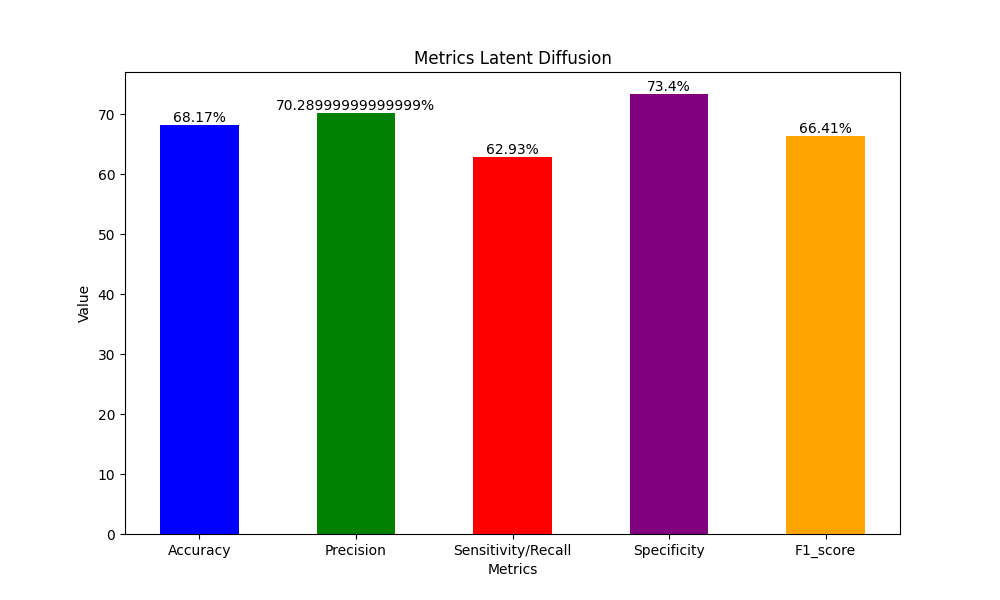 Metrics Latent Diffusion
68.17%
70.28999999999999%
62.93%
73.4%
66.41%
Value
70
60
50
40
30
20
10
0
Accuracy
Precision
Sensitivity/Recall
Specificity
F1_score
Metrics